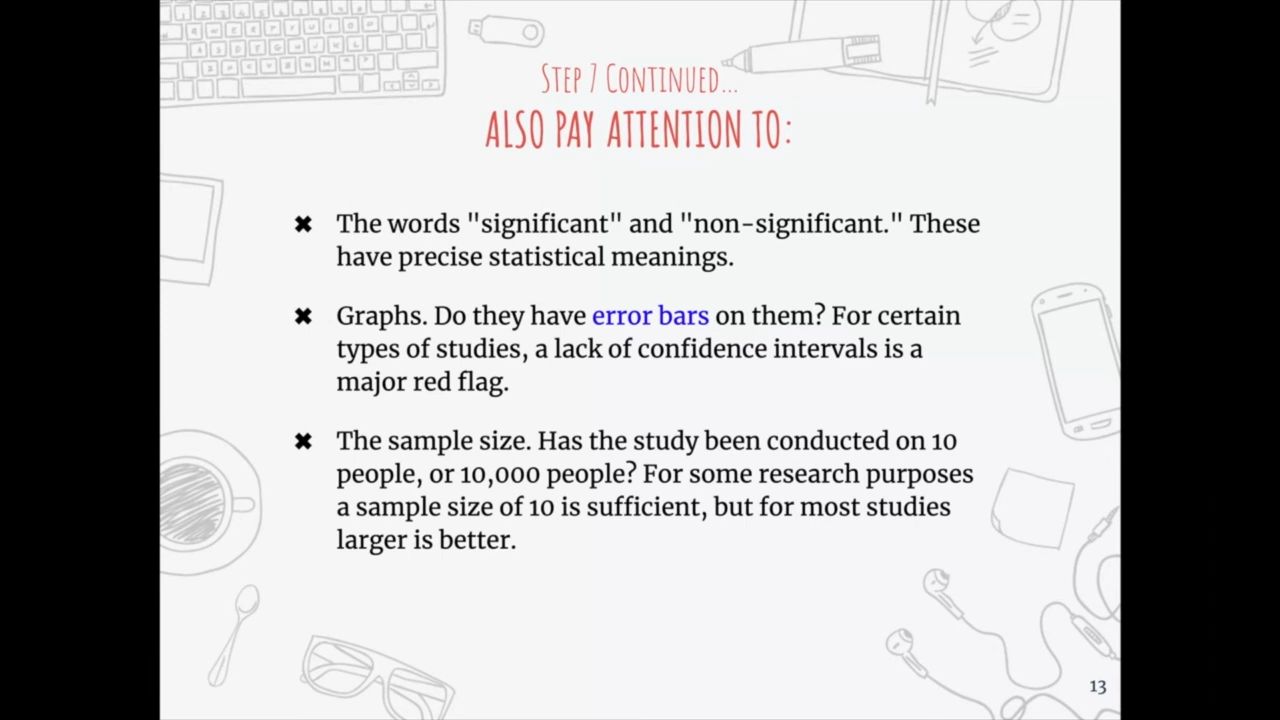 Step 7 Continued...
ALSO PAY ATTENTION TO:
✖ The words "significant" and "non-significant." These
have precise statistical meanings.
✖ Graphs. Do they have error bars on them? For certain
types of studies, a lack of confidence intervals is a
major red flag.
✖ The sample size. Has the study been conducted on 10
people, or 10,000 people? For some research purposes
a sample size of 10 is sufficient, but for most studies
larger is better.
13